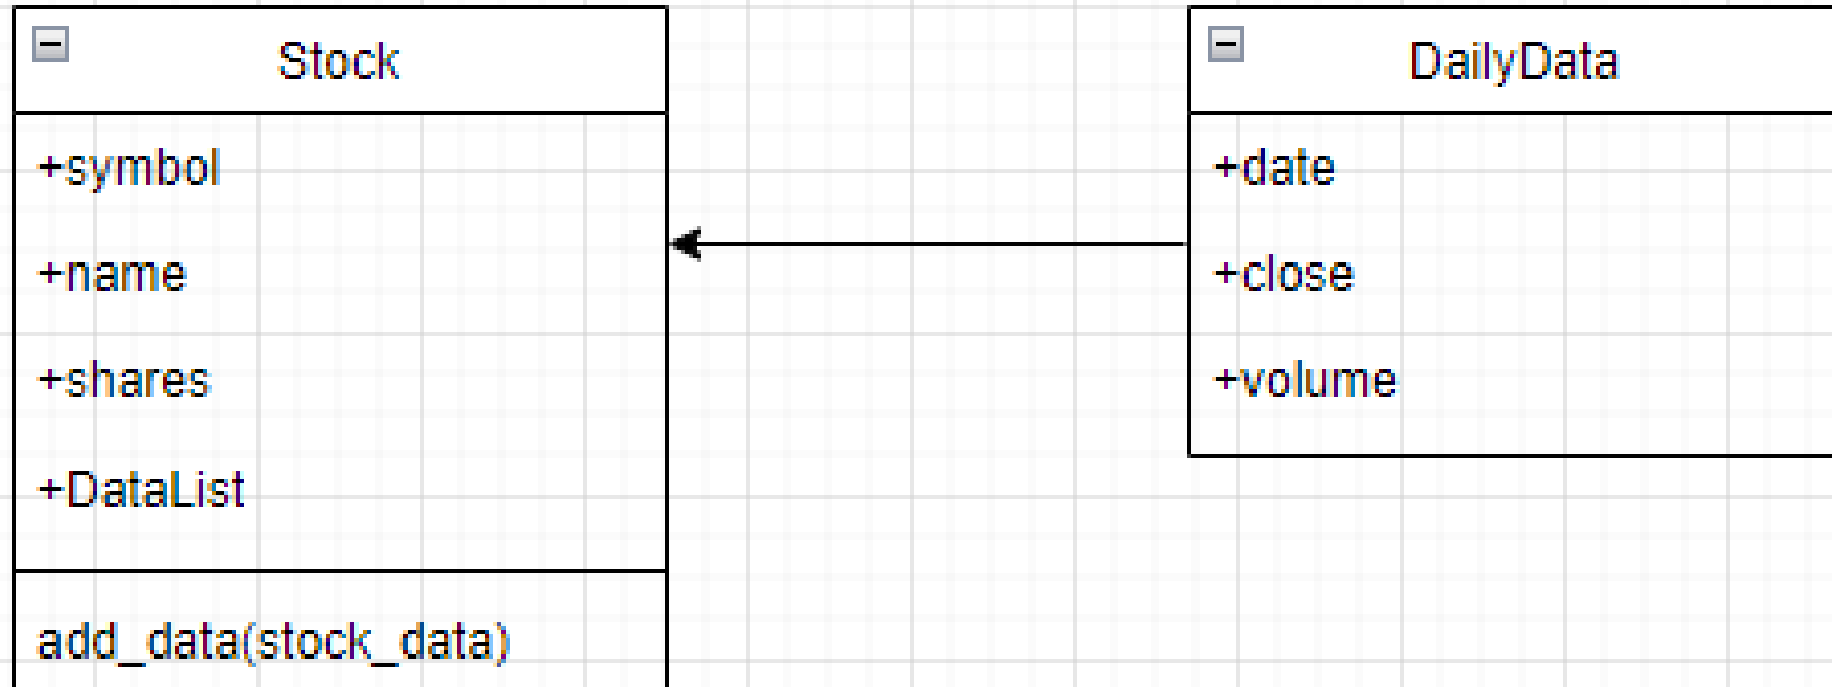 Stock
+symbol
+name
+shares
+DataList
add_data(stock_data)
DailyData
+date
+close
+volume